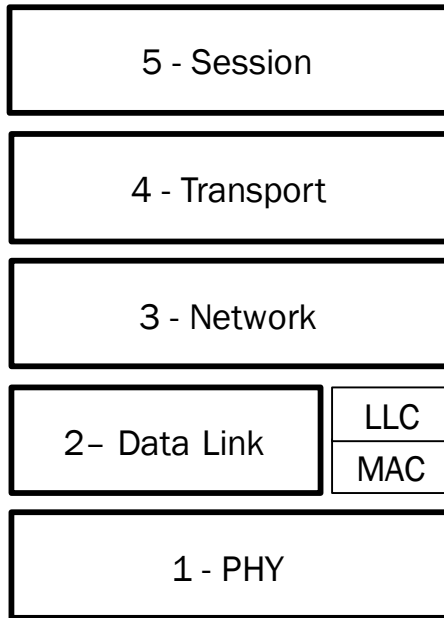 5 - Session
4 - Transport
3 - Network
2– Data Link
LLC
MAC
1 - PHY